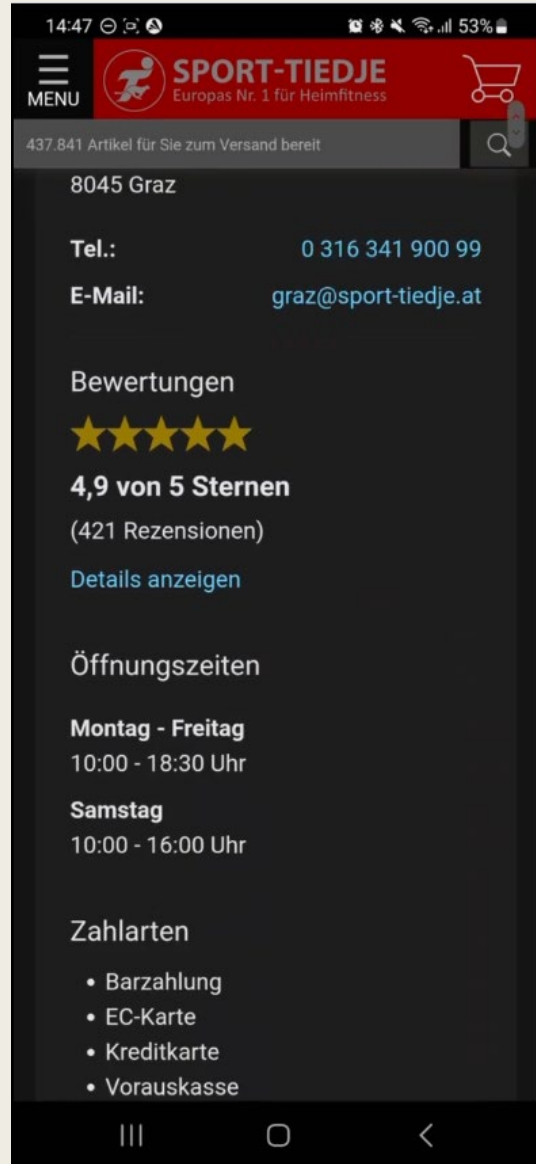 14:47
53%
MENU
SPORT-TIEDJE
Europas Nr. 1 für Heimfitness
437.841 Artikel für Sie zum Versand bereit
8045 Graz
Tel.: 0 316 341 900 99
E-Mail: graz@sport-tiedje.at
Bewertungen
4,9 von 5 Sternen
(421 Rezensionen)
Details anzeigen
Öffnungszeiten
Montag - Freitag
10:00 - 18:30 Uhr
Samstag
10:00 - 16:00 Uhr
Zahlarten
• Barzahlung
• EC-Karte
• Kreditkarte
• Vorauskasse